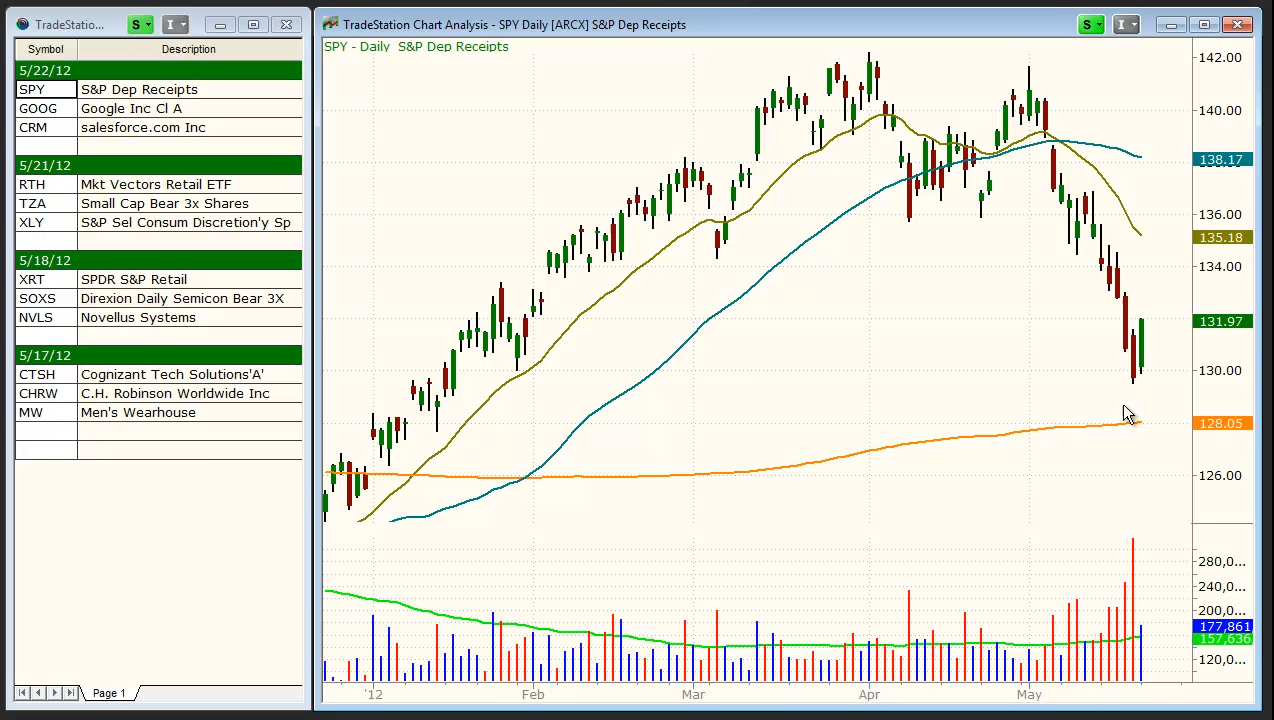 TradeStatio...
S
I
Symbol Description
5/22/12
SPY S&P Dep Receipts
GOOG Google Inc Cl A
CRM salesforce.com Inc
5/21/12
RTH Mkt Vectors Retail ETF
TZA Small Cap Bear 3x Shares
XLY S&P Sel Consum Discretion'y Sp
5/18/12
XRT SPDR S&P Retail
SOXS Direxion Daily Semicon Bear 3X
NVLS Novellus Systems
5/17/12
CTSH Cognizant Tech Solutions'A'
CHRW C.H. Robinson Worldwide Inc
MW Men's Wearhouse
Page 1
TradeStation Chart Analysis - SPY Daily [ARCX] S&P Dep Receipts
S
I
SPY - Daily S&P Dep Receipts
142.00
140.00
138.17
136.00
135.18
134.00
131.97
130.00
128.05
126.00
280,0...
240,0...
200,0...
177,861
157,636
120,0...
'12 Feb Mar Apr May